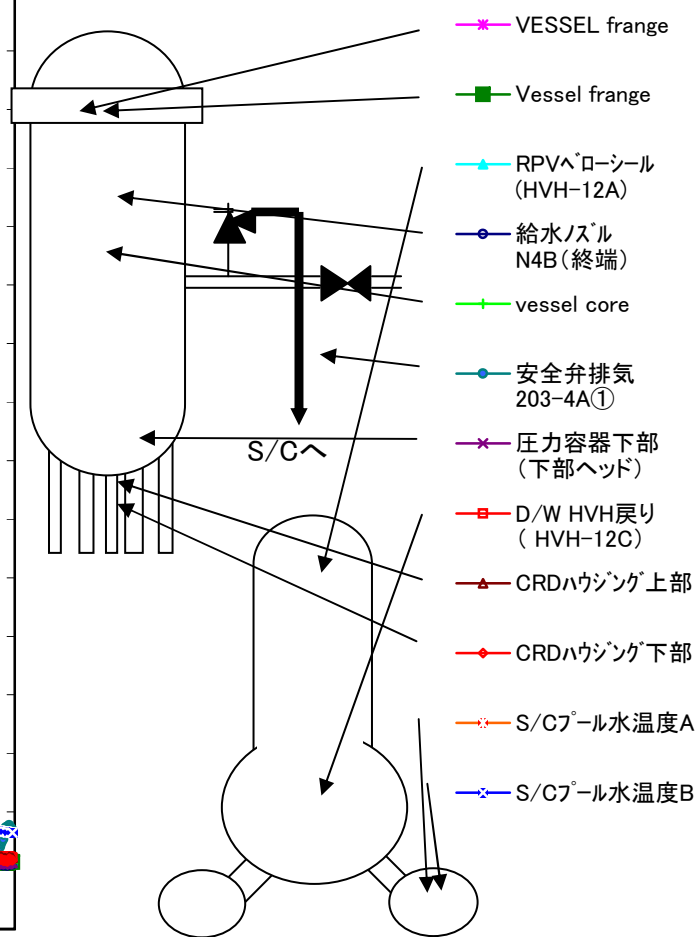 VESSEL frange
Vessel frange
RPVベローシール
(HVH-12A)
給水ノズル
N4B(終端)
vessel core
安全弁排気
203-4A①
圧力容器下部
(下部ヘッド)
D/W HVH戻り
( HVH-12C)
CRDハウジング上部
CRDハウジング下部
S/Cプール水温度A
S/Cプール水温度B
S/Cへ